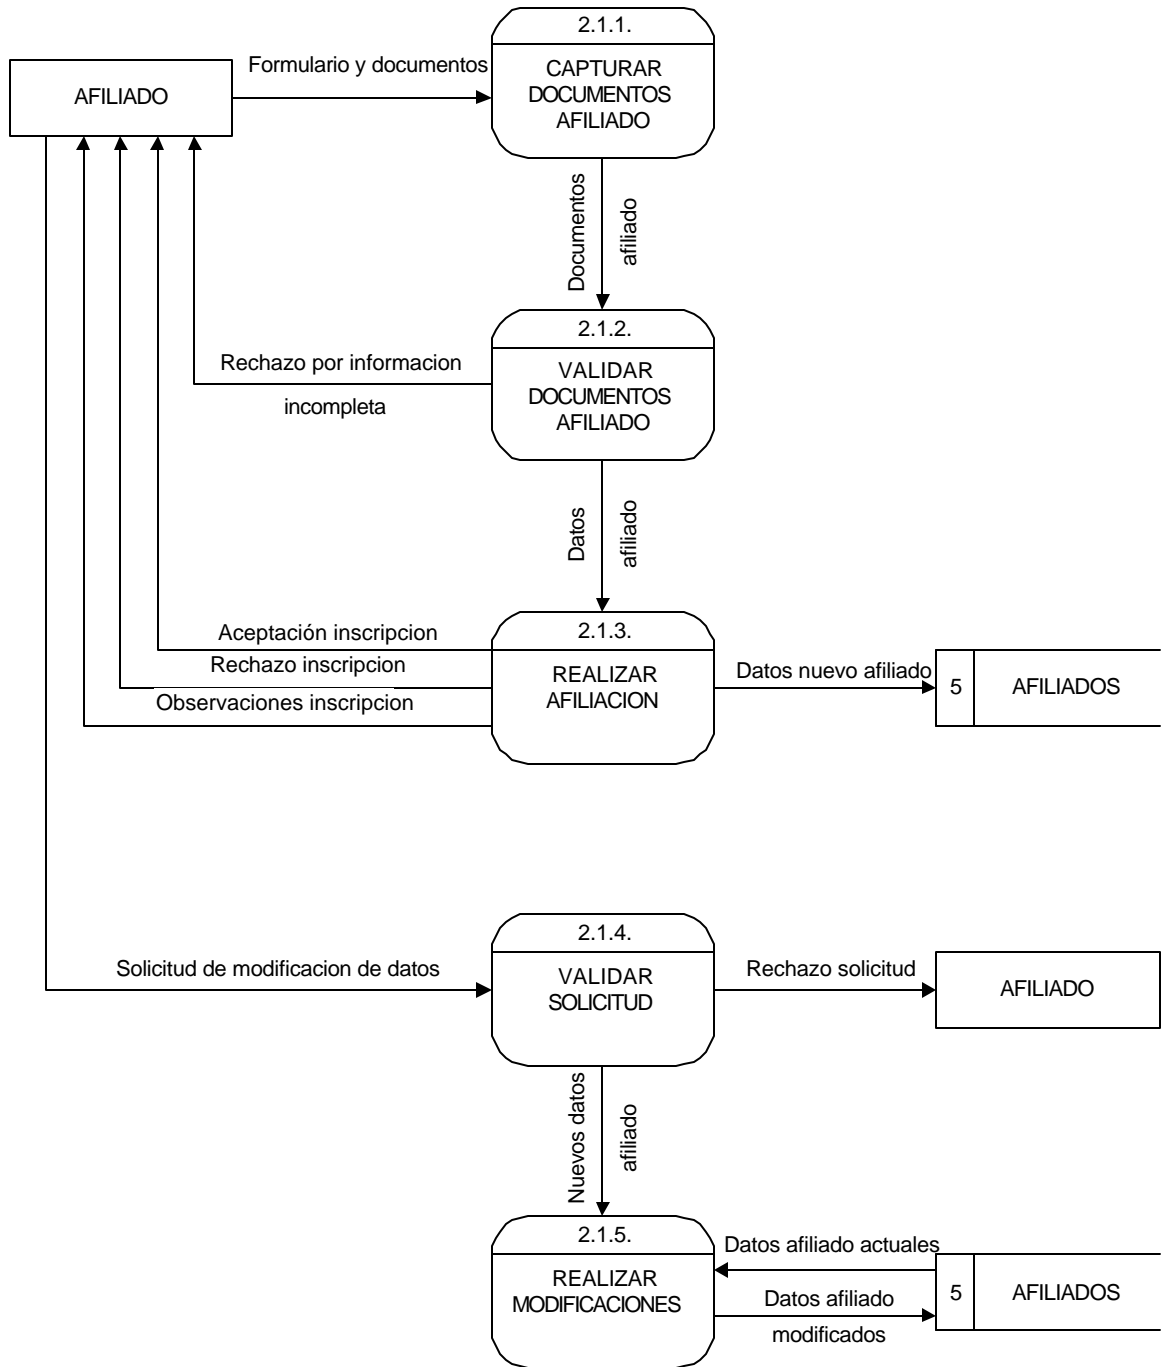 2.1.1.
Formulario y documentos
CAPTURAR
DOCUMENTOS
AFILIADO
AFILIADO
Documentos
afiliado
2.1.2.
Rechazo por informacion
incompleta
VALIDAR
DOCUMENTOS
AFILIADO
Datos
afiliado
2.1.3.
Aceptación inscripcion
Rechazo inscripcion
Observaciones inscripcion
REALIZAR
AFILIACION
Datos nuevo afiliado
5
AFILIADOS
2.1.4.
Solicitud de modificacion de datos
VALIDAR
SOLICITUD
Rechazo solicitud
AFILIADO
Nuevos datos
afiliado
2.1.5.
REALIZAR
MODIFICACIONES
Datos afiliado actuales
Datos afiliado
modificados
5
AFILIADOS